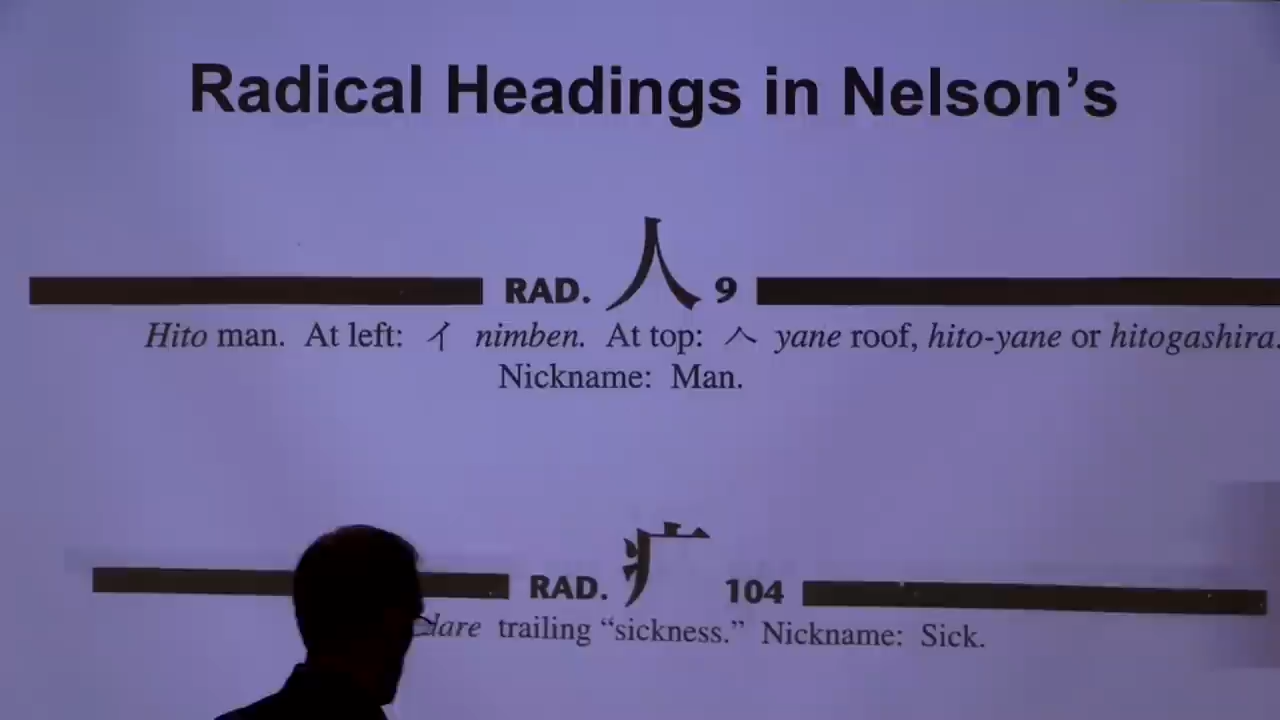 Radical Headings in Nelson’s
RAD. 人 9
Hito man. At left: イ nimben. At top: 𠆢 yane roof, hito-yane or hitogashira.
Nickname: Man.
RAD. 疒 104
trailing “sickness.” Nickname: Sick.